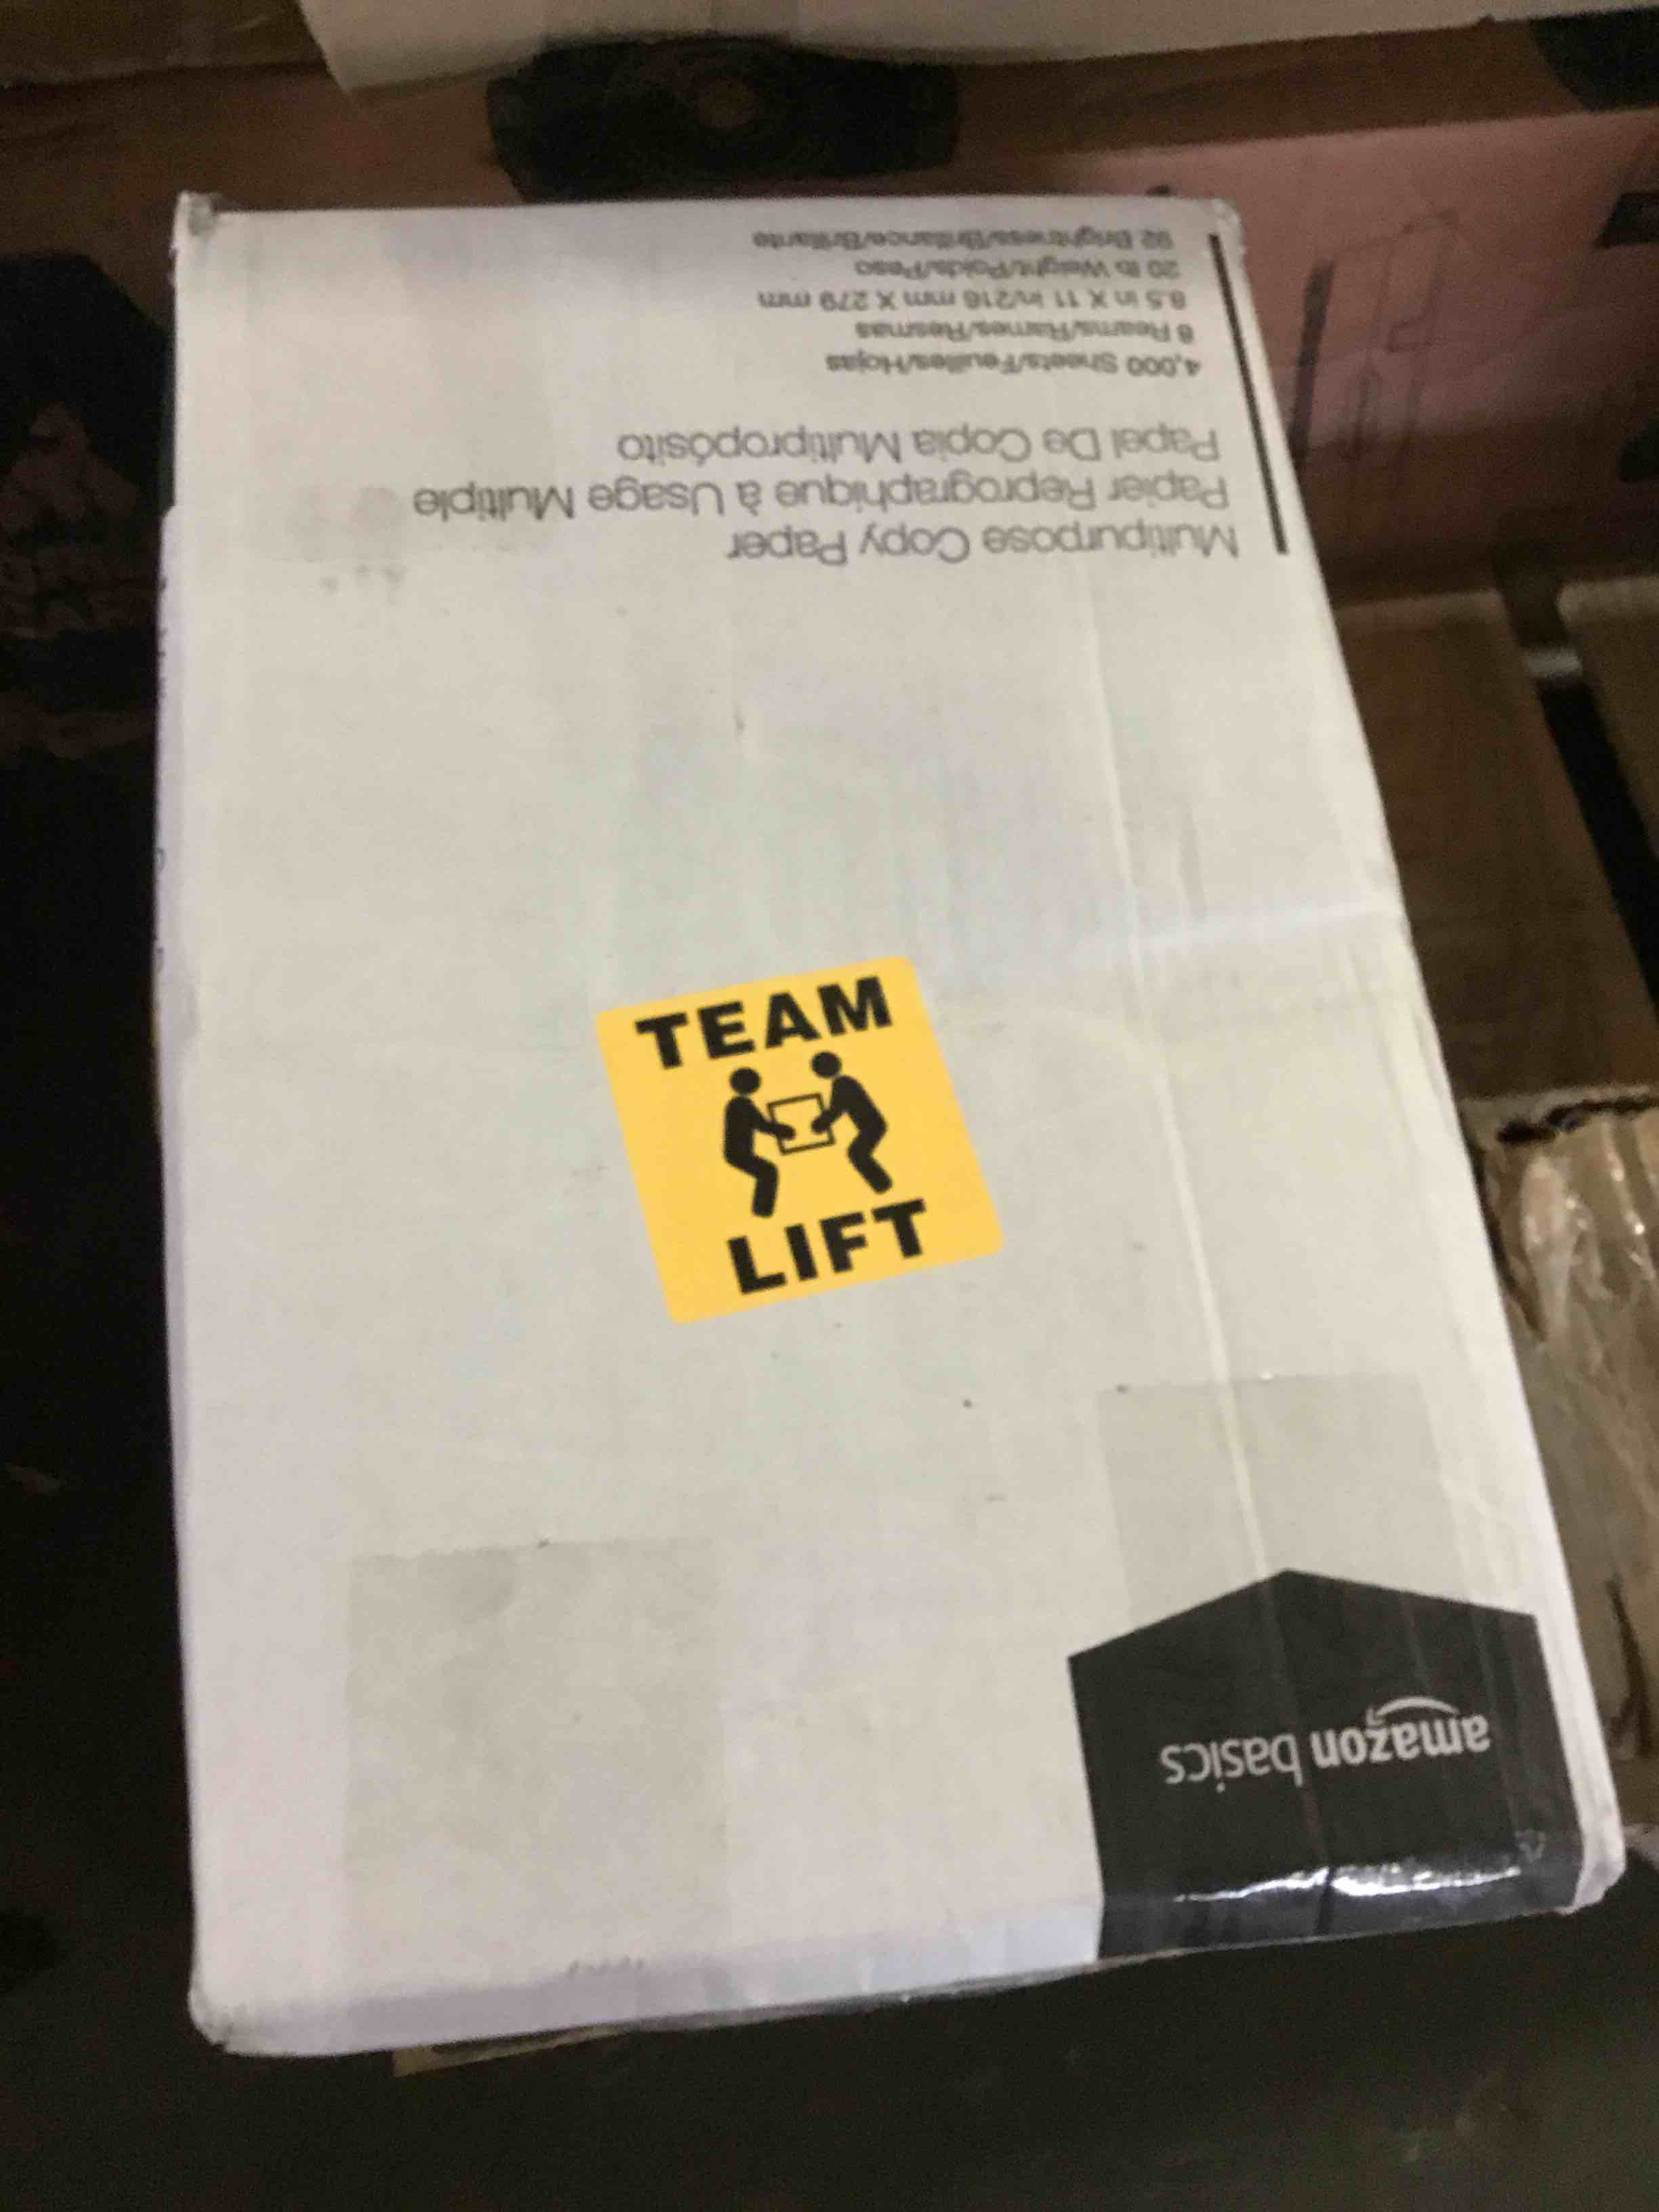 amazon basics
TEAM
LIFT
Multipurpose Copy Paper
Papier Reprographique à Usage Multiple
Papel De Copia Multipropósito
4,000 Sheets/Feuilles/Hojas
8 Reams/Rames/Resmas
8.5 in X 11 in/216 mm X 279 mm
20 lb Weight/Poids/Peso
92 Brightness/Brillance/Brillante